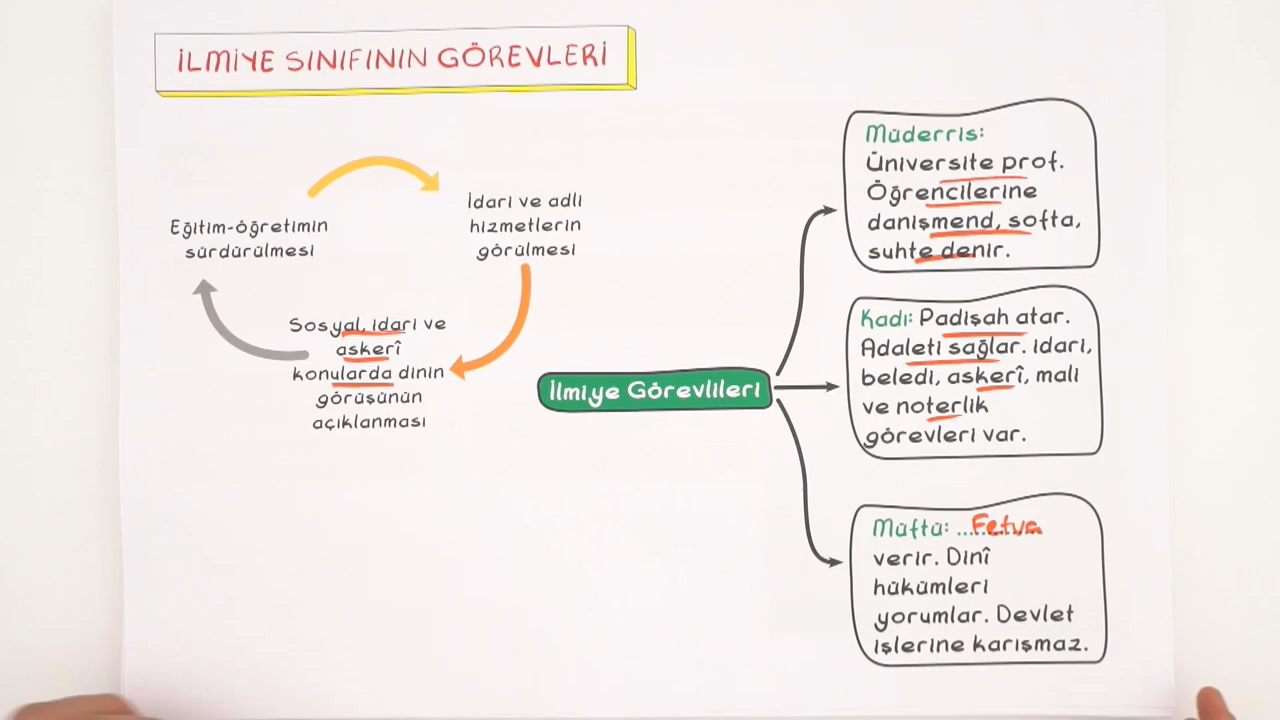 İLMİYE SINIFININ GÖREVLERİ
Eğitim-öğretimin
sürdürülmesi
İdari ve adli
hizmetlerin
görülmesi
Sosyal, idari ve
askerî
konularda dinin
görüşünün
açıklanması
İlmiye Görevlileri
Müderris:
Üniversite prof.
Öğrencilerine
danişmend, softa,
suhte denir.
Kadı: Padişah atar.
Adaleti sağlar. idari,
beledi, askerî, mali
ve noterlik
görevleri var.
Müftü: ...Fetva
verir. Dinî
hükümleri
yorumlar. Devlet
işlerine karışmaz.